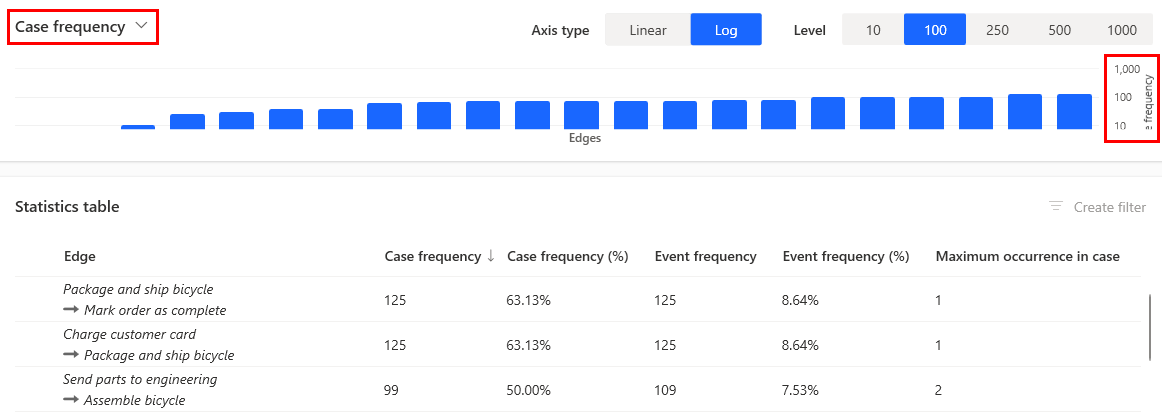 Case frequency
Axis type Linear Log Level 10 100 250 500 1000
1,000
100
10
frequency
Edges
Statistics table
Create filter
Edge Case frequency ↓ Case frequency (%) Event frequency Event frequency (%) Maximum occurrence in case
Package and ship bicycle
→ Mark order as complete 125 63.13% 125 8.64% 1
Charge customer card
→ Package and ship bicycle 125 63.13% 125 8.64% 1
Send parts to engineering
→ Assemble bicycle 99 50.00% 109 7.53% 2